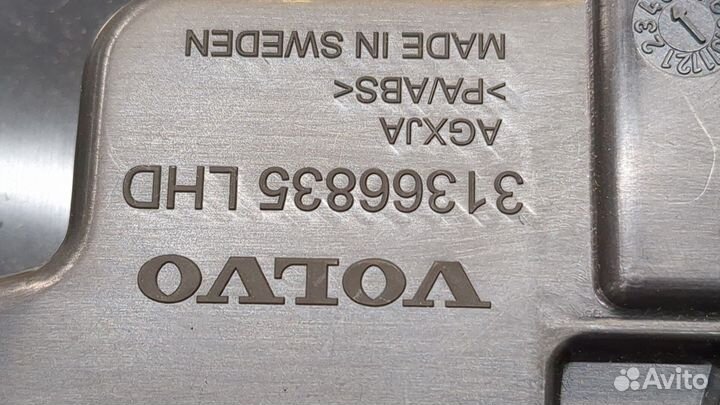 VOLVO
31366835 LHD
AGXJA
>PA/ABS<
MADE IN SWEDEN
Avito